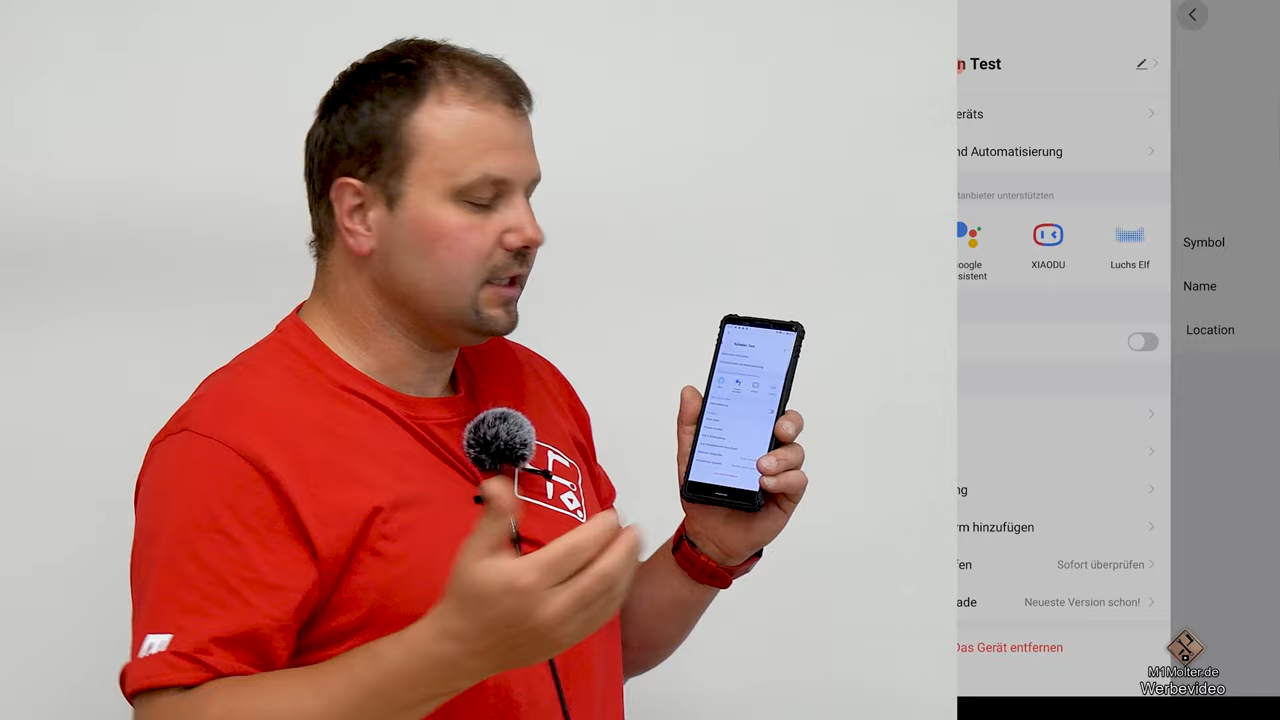 n Test
eräts
nd Automatisierung
tanbieter unterstützten
oogle
sistent
XIAODU
Luchs Elf
ng
rm hinzufügen
fen
Sofort überprüfen
ade
Neueste Version schon!
Das Gerät entfernen
Symbol
Name
Location
M1Molter.de
Werbevideo